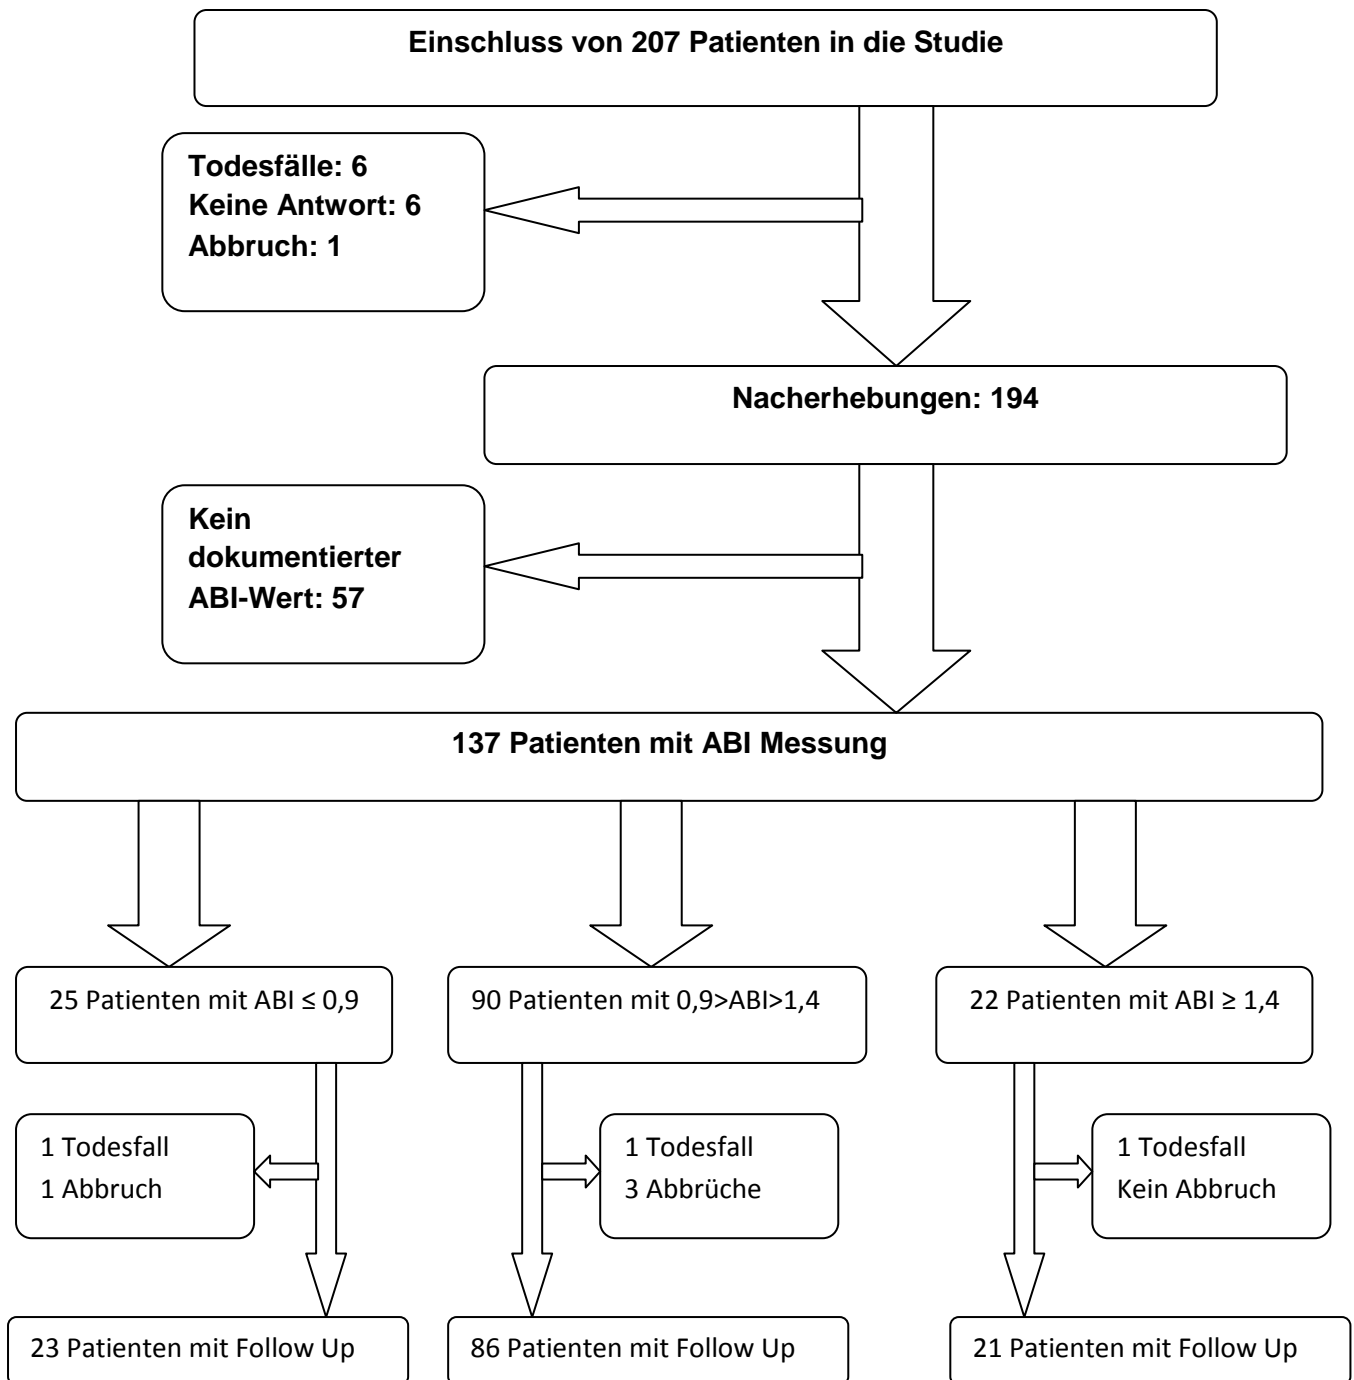 Einschluss von 207 Patienten in die Studie
Todesfälle: 6
Keine Antwort: 6
Abbruch: 1
Nacherhebungen: 194
Kein
dokumentierter
ABI-Wert: 57
137 Patienten mit ABI Messung
25 Patienten mit ABI ≤ 0,9
90 Patienten mit 0,9>ABI>1,4
22 Patienten mit ABI ≥ 1,4
1 Todesfall
1 Abbruch
1 Todesfall
3 Abbrüche
1 Todesfall
Kein Abbruch
23 Patienten mit Follow Up
86 Patienten mit Follow Up
21 Patienten mit Follow Up